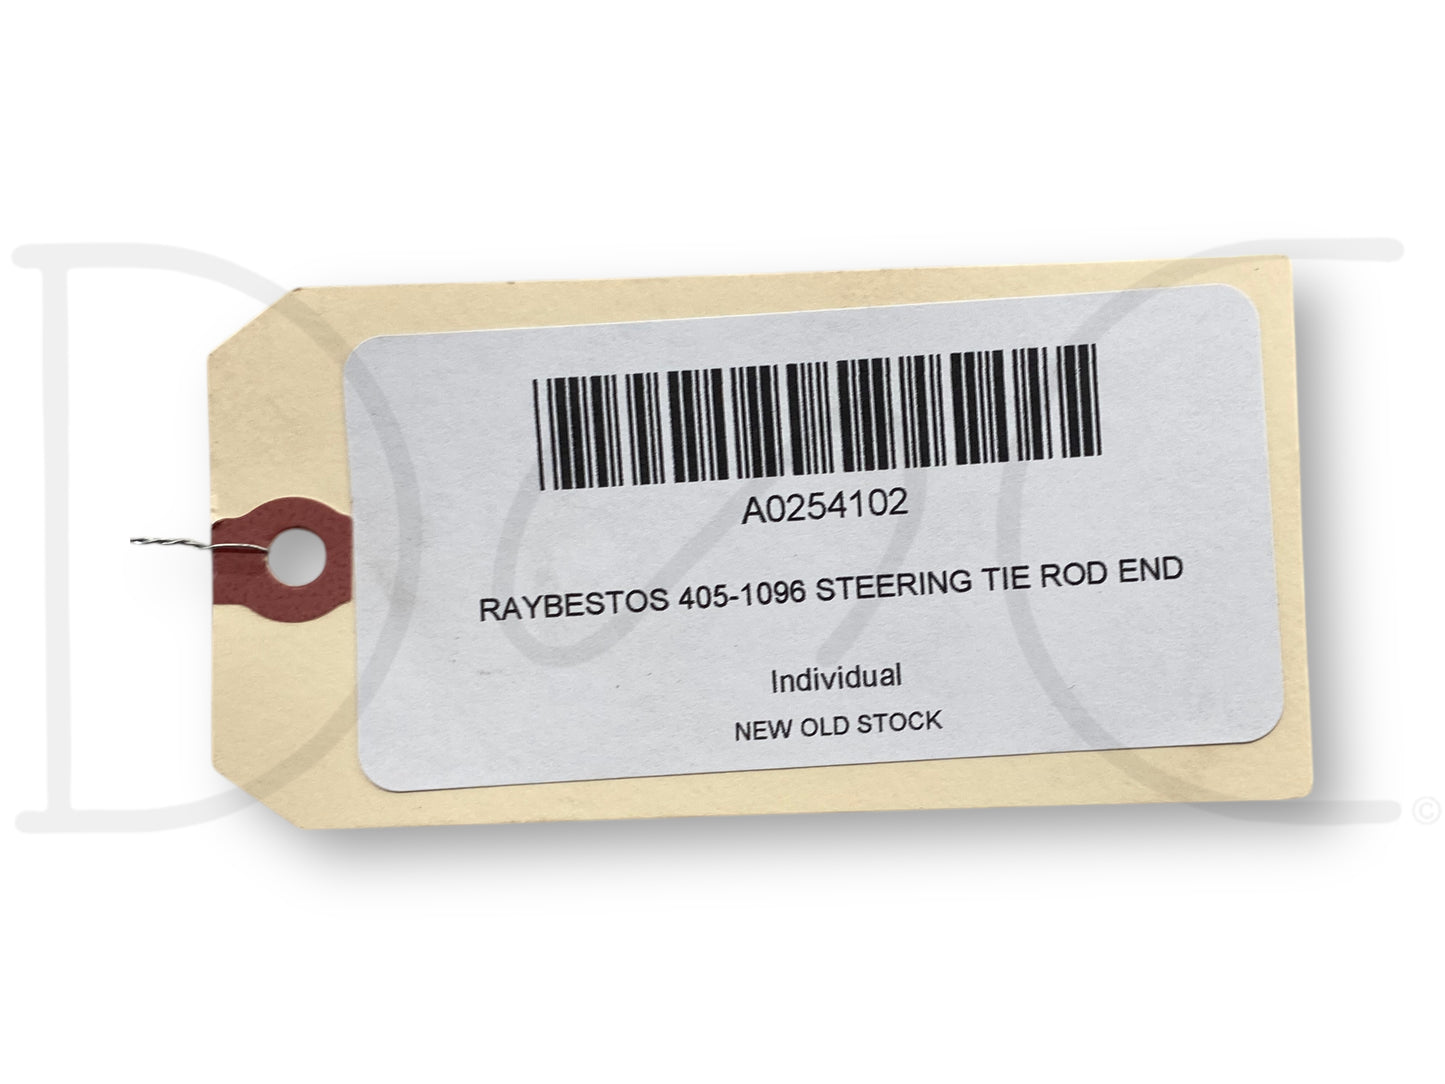 A0254102
RAYBESTOS 405-1096 STEERING TIE ROD END
Individual
NEW OLD STOCK
©